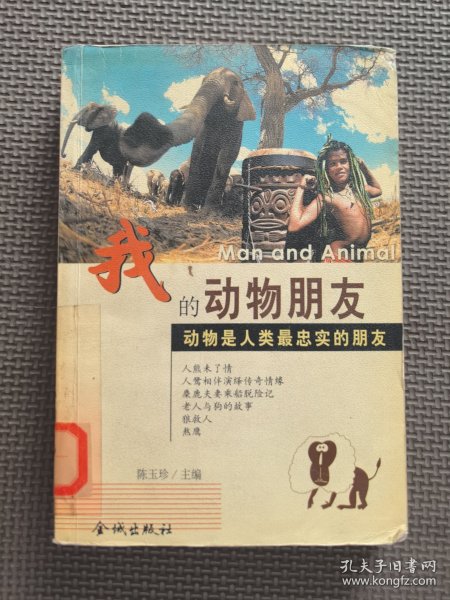 Man and Animal
我的动物朋友
动物是人类最忠实的朋友
人熊未了情
人鹭相伴演绎传奇情缘
麋鹿夫妻乘船脱险记
老人与狗的故事
狼救人
熬鹰
陈玉珍/主编
金城出版社
孔夫子旧书网
www.kongfz.com